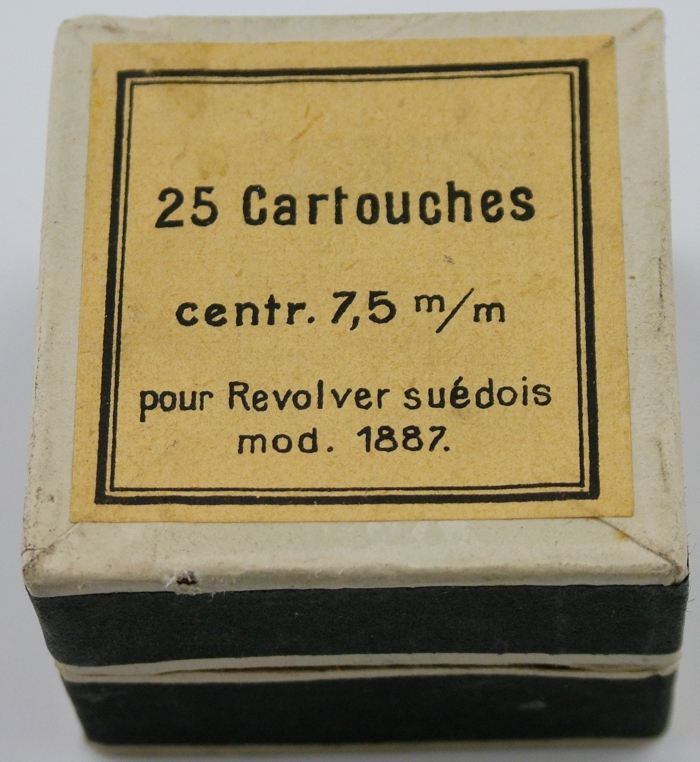 25 Cartouches
centr. 7,5 m/m
pour Revolver suédois
mod. 1887.